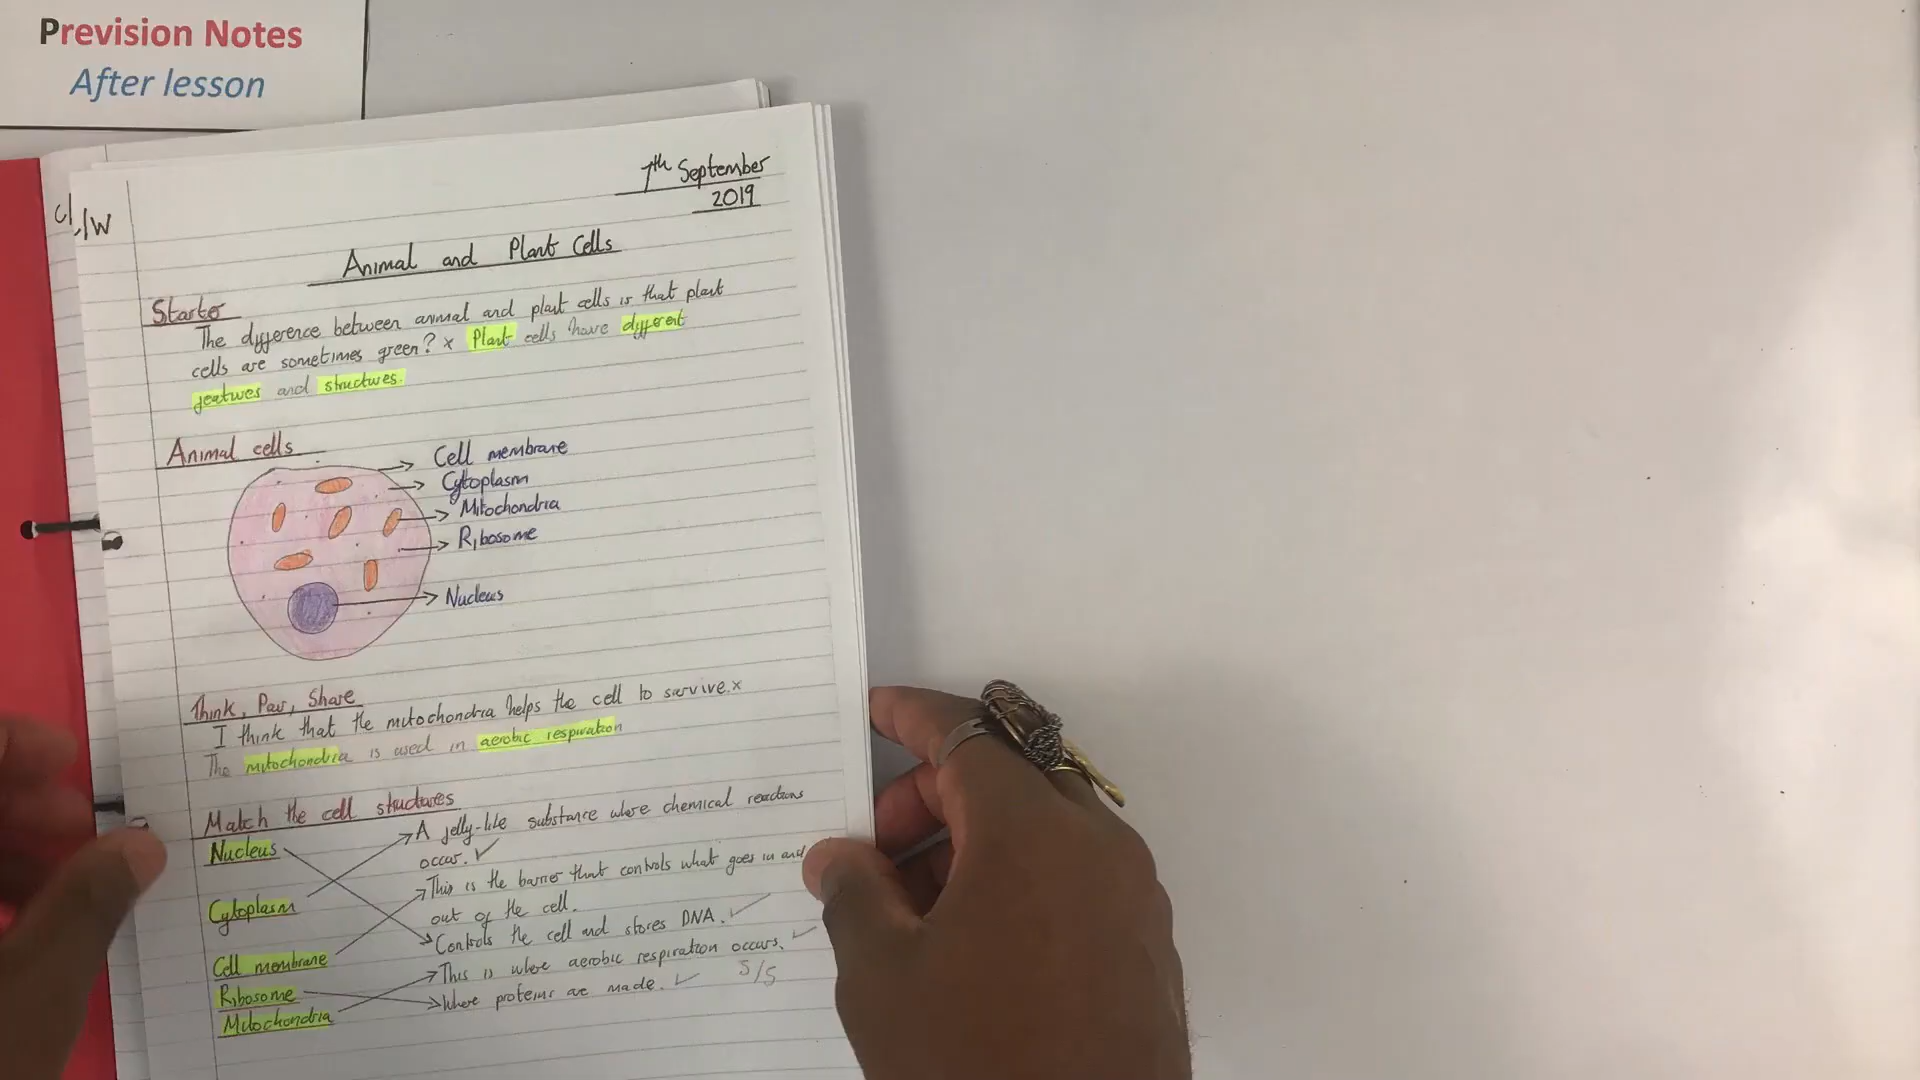 Prevision Notes
After lesson
7th September
2019
C/W
Animal and Plant Cells
Starter
The difference between animal and plant cells is that plant
cells are sometimes green? x Plant cells have different
features and structures.
Animal cells
Cell membrane
Cytoplasm
Mitochondria
Ribosome
Nucleus
Think, Pair, Share
I think that the mitochondria helps the cell to survive.x
The mitochondria is used in aerobic respiration
Match the cell structures
Nucleus
A jelly-like substance where chemical reactions
occur. ✓
This is the barrier that controls what goes in and
Cytoplasm
out of the cell.
Controls the cell and stores DNA. ✓
Cell membrane
This is where aerobic respiration occurs. ✓
Ribosome
Where proteins are made. ✓ 5/5
Mitochondria